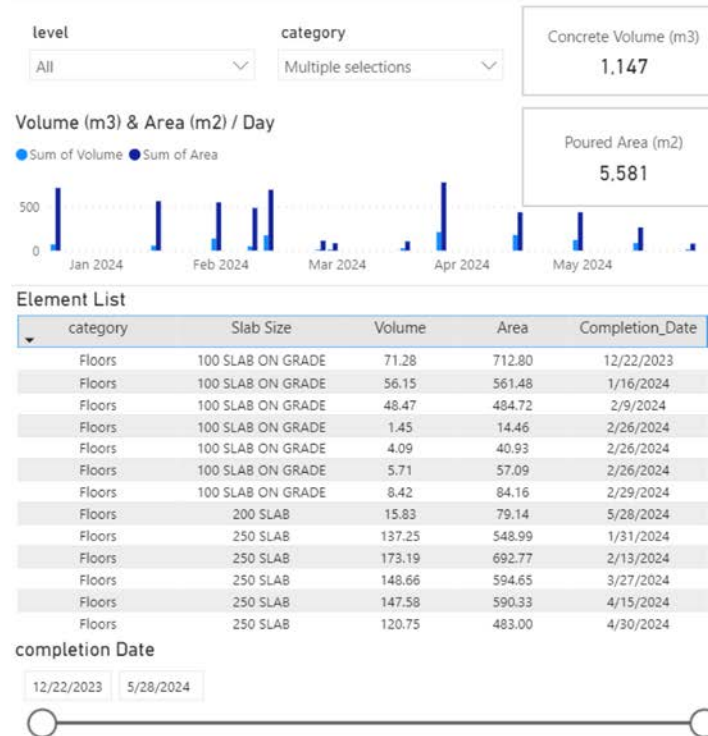 level
category
All
Multiple selections
Concrete Volume (m3)
1,147
Volume (m3) & Area (m2) / Day
Sum of Volume Sum of Area
Poured Area (m2)
5,581
500
0
Jan 2024 Feb 2024 Mar 2024 Apr 2024 May 2024
Element List
category Slab Size Volume Area Completion_Date
Floors 100 SLAB ON GRADE 71.28 712.80 12/22/2023
Floors 100 SLAB ON GRADE 56.15 561.48 1/16/2024
Floors 100 SLAB ON GRADE 48.47 484.72 2/9/2024
Floors 100 SLAB ON GRADE 1.45 14.46 2/26/2024
Floors 100 SLAB ON GRADE 4.09 40.93 2/26/2024
Floors 100 SLAB ON GRADE 5.71 57.09 2/26/2024
Floors 100 SLAB ON GRADE 8.42 84.16 2/29/2024
Floors 200 SLAB 15.83 79.14 5/28/2024
Floors 250 SLAB 137.25 548.99 1/31/2024
Floors 250 SLAB 173.19 692.77 2/13/2024
Floors 250 SLAB 148.66 594.65 3/27/2024
Floors 250 SLAB 147.58 590.33 4/15/2024
Floors 250 SLAB 120.75 483.00 4/30/2024
completion Date
12/22/2023 5/28/2024